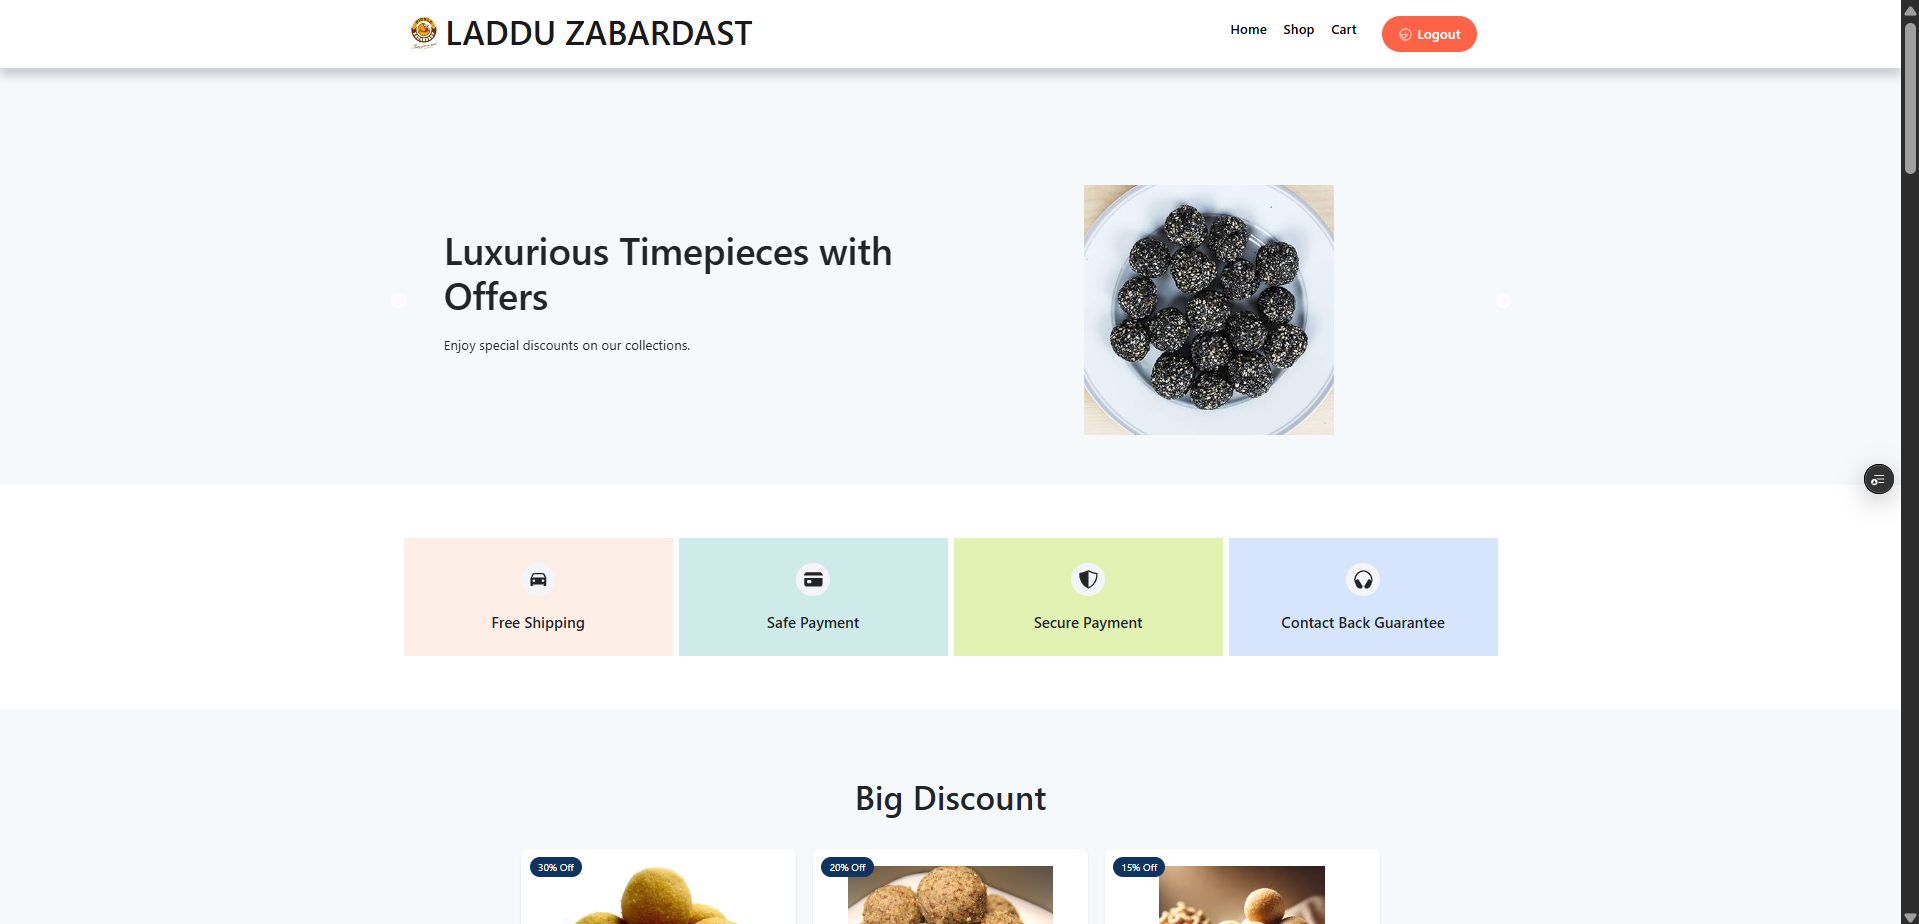 LADDU ZABARDAST
Home
Shop
Cart
Logout
Luxurious Timepieces with
Offers
Enjoy special discounts on our collections.
Free Shipping
Safe Payment
Secure Payment
Contact Back Guarantee
Big Discount
30% Off
20% Off
15% Off